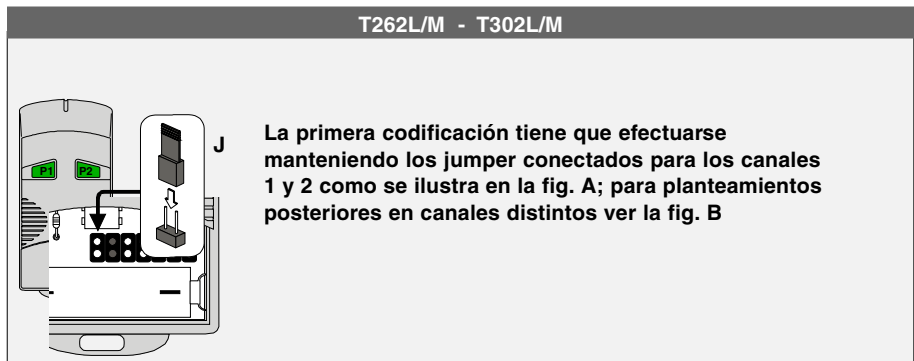 T262L/M - T302L/M
J
P1 P2
La primera codificación tiene que efectuarse
manteniendo los jumper conectados para los canales
1 y 2 como se ilustra en la fig. A; para planteamientos
posteriores en canales distintos ver la fig. B